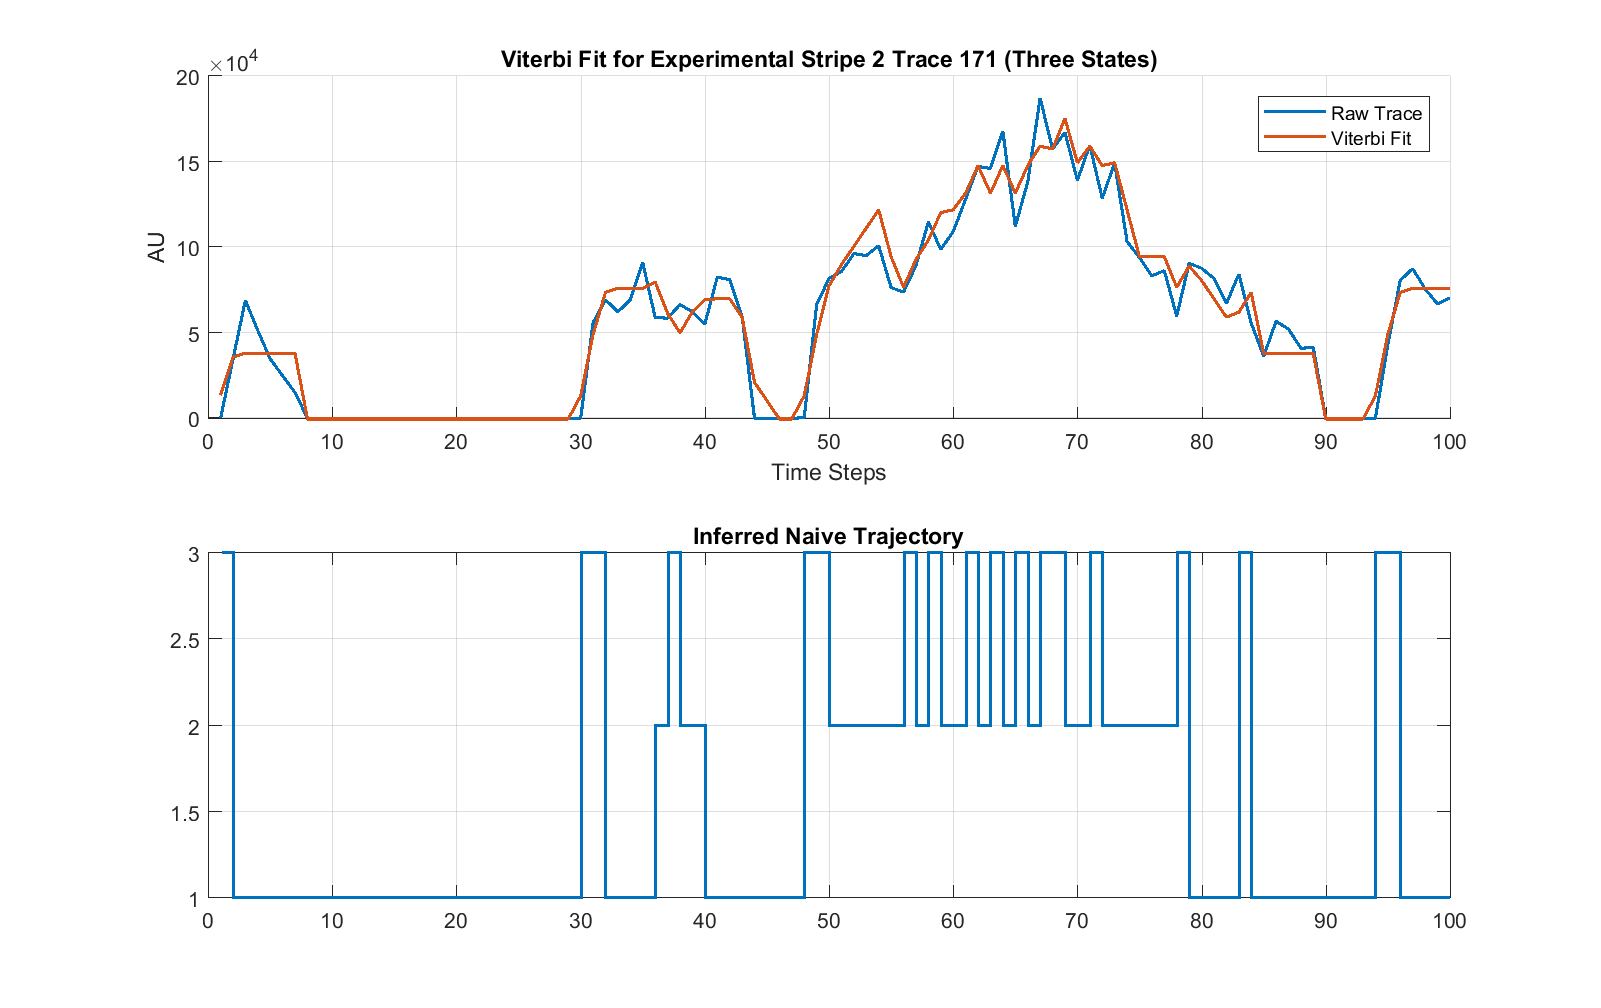 Viterbi Fit for Experimental Stripe 2 Trace 171 (Three States)
×10⁴
20
15
10
5
0
AU
Raw Trace
Viterbi Fit
0 10 20 30 40 50 60 70 80 90 100
Time Steps
Inferred Naive Trajectory
3
2.5
2
1.5
1
0 10 20 30 40 50 60 70 80 90 100